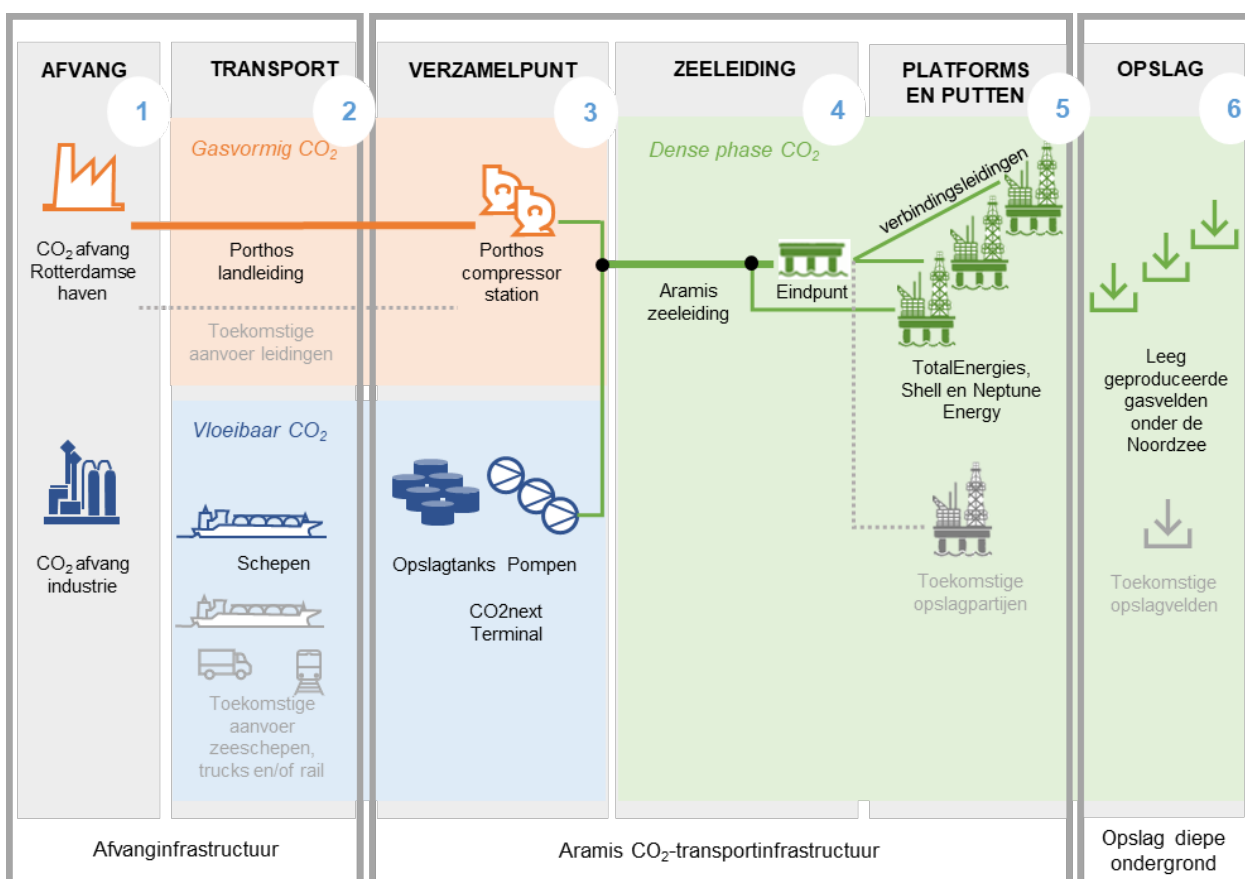 AFVANG
1
TRANSPORT
2
VERZAMELPUNT
3
ZEELEIDING
4
PLATFORMS
EN PUTTEN
5
OPSLAG
6
Gasvormig CO₂
Dense phase CO₂
verbindingsleidingen
CO₂ afvang
Rotterdamse
haven
Porthos
landleiding
Porthos
compressor
station
Aramis
zeeleiding
Eindpunt
Toekomstige
aanvoer leidingen
TotalEnergies,
Shell en Neptune
Energy
Leeg
geproduceerde
gasvelden
onder de
Noordzee
Vloeibaar CO₂
CO₂ afvang
industrie
Schepen
Opslagtanks
Pompen
CO2next
Terminal
Toekomstige
opslagpartijen
Toekomstige
opslagvelden
Toekomstige
aanvoer
zeeschepen,
trucks en/of rail
Afvanginfrastructuur
Aramis CO₂-transportinfrastructuur
Opslag diepe
ondergrond